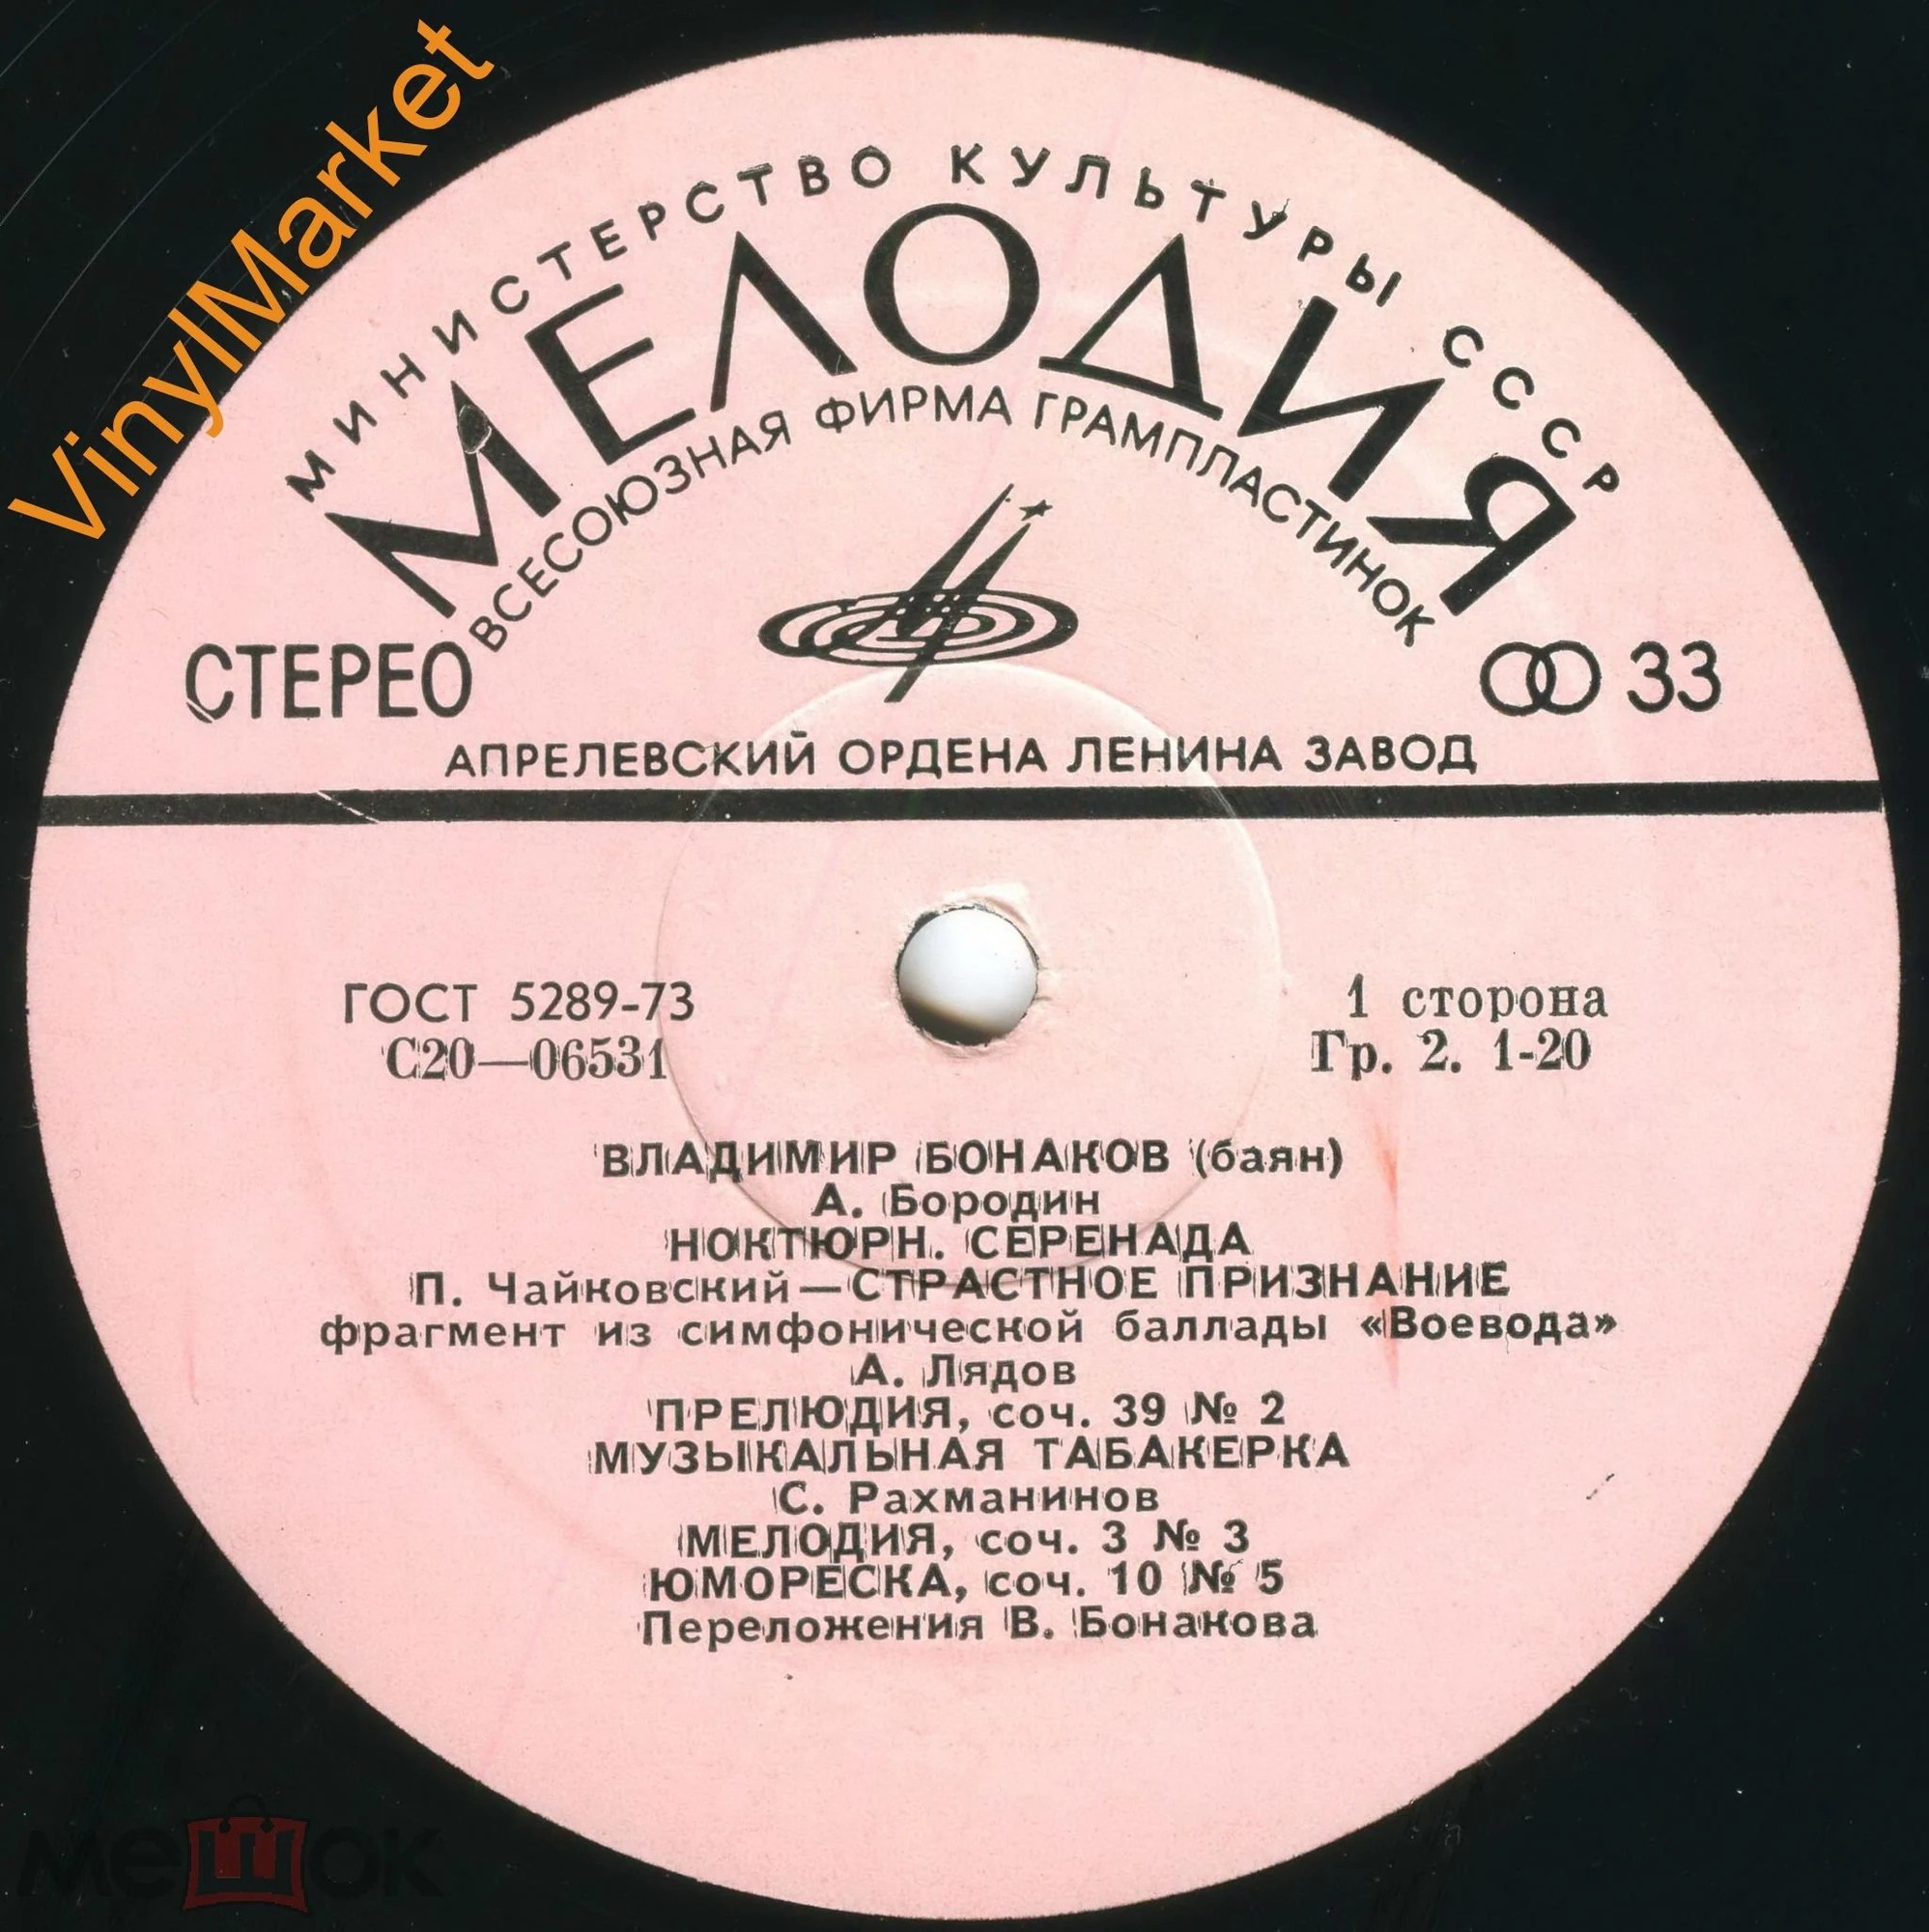 VinylMarket
МИНИСТЕРСТВО КУЛЬТУРЫ СССР
МЕЛОДИЯ
ВСЕСОЮЗНАЯ ФИРМА ГРАМПЛАСТИНОК
СТЕРЕО
33
АПРЕЛЕВСКИЙ ОРДЕНА ЛЕНИНА ЗАВОД
ГОСТ 5289-73
1 сторона
С20—06531
Гр. 2. 1-20
ВЛАДИМИР БОНАКОВ (баян)
А. Бородин
НОКТЮРН. СЕРЕНАДА
П. Чайковский—СТРАСТНОЕ ПРИЗНАНИЕ
фрагмент из симфонической баллады «Воевода»
А. Лядов
ПРЕЛЮДИЯ, соч. 39 № 2
МУЗЫКАЛЬНАЯ ТАБАКЕРКА
С. Рахманинов
МЕЛОДИЯ, соч. 3 № 3
ЮМОРЕСКА, соч. 10 № 5
Переложения В. Бонакова
мешок